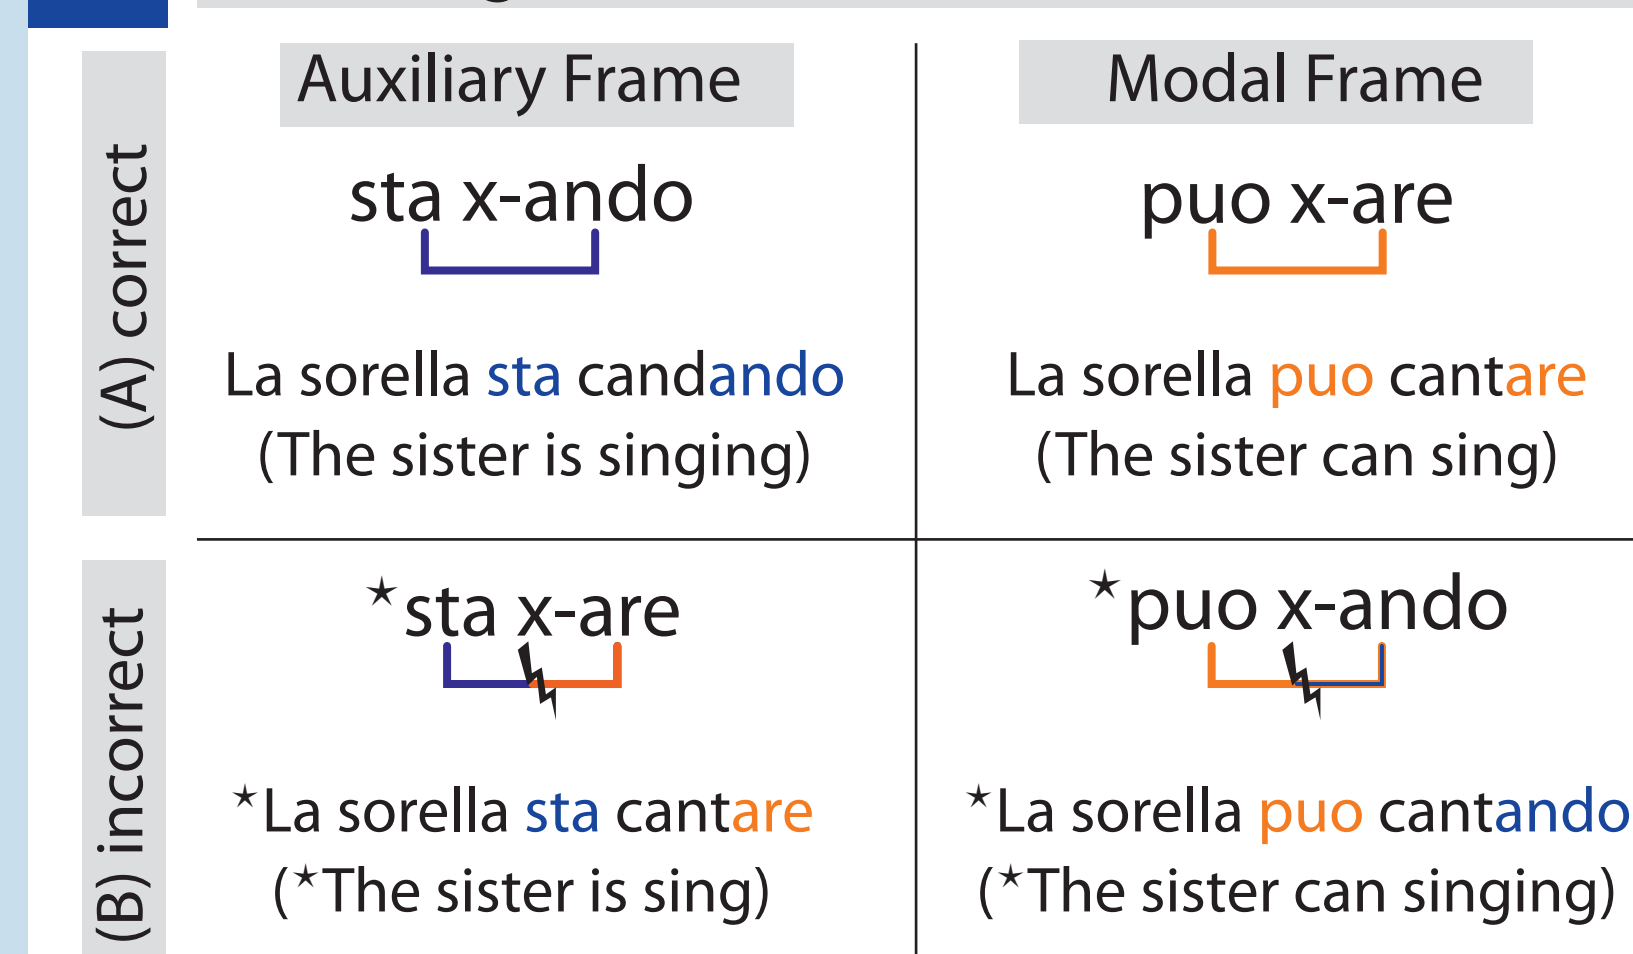 Auxiliary Frame
Modal Frame
(A) correct
sta x-ando
puo x-are
La sorella sta candando
(The sister is singing)
La sorella puo cantare
(The sister can sing)
(B) incorrect
★sta x-are
★puo x-ando
★La sorella sta cantare
(★The sister is sing)
★La sorella puo cantando
(★The sister can singing)